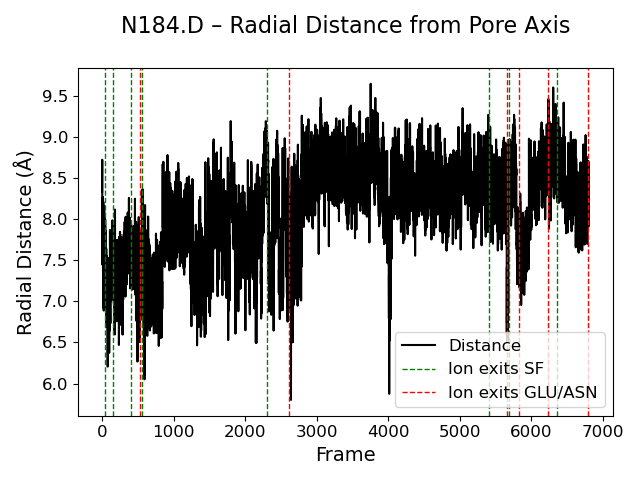 N184.D – Radial Distance from Pore Axis
Radial Distance (Å)
9.5
9.0
8.5
8.0
7.5
7.0
6.5
6.0
Distance
Ion exits SF
Ion exits GLU/ASN
0 1000 2000 3000 4000 5000 6000 7000
Frame